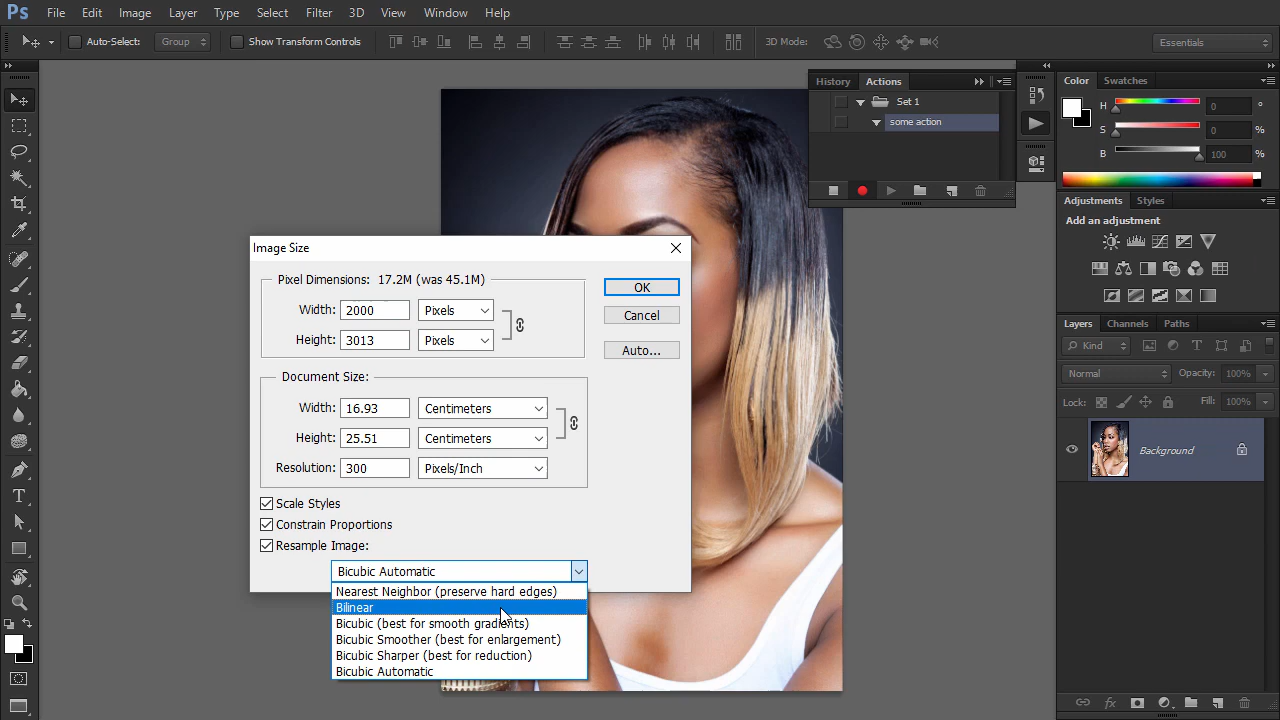 Ps File Edit Image Layer Type Select Filter 3D View Window Help
Auto-Select: Group Show Transform Controls 3D Mode: Essentials
History Actions
Set 1
some action
Color Swatches
H 0 °
S 0 %
B 100 %
Adjustments Styles
Add an adjustment
Layers Channels Paths
Kind
Normal Opacity: 100%
Lock: Fill: 100%
Background
Image Size
Pixel Dimensions: 17.2M (was 45.1M)
Width: 2000 Pixels
Height: 3013 Pixels
OK
Cancel
Auto...
Document Size:
Width: 16.93 Centimeters
Height: 25.51 Centimeters
Resolution: 300 Pixels/Inch
Scale Styles
Constrain Proportions
Resample Image:
Bicubic Automatic
Nearest Neighbor (preserve hard edges)
Bilinear
Bicubic (best for smooth gradients)
Bicubic Smoother (best for enlargement)
Bicubic Sharper (best for reduction)
Bicubic Automatic
T
fx